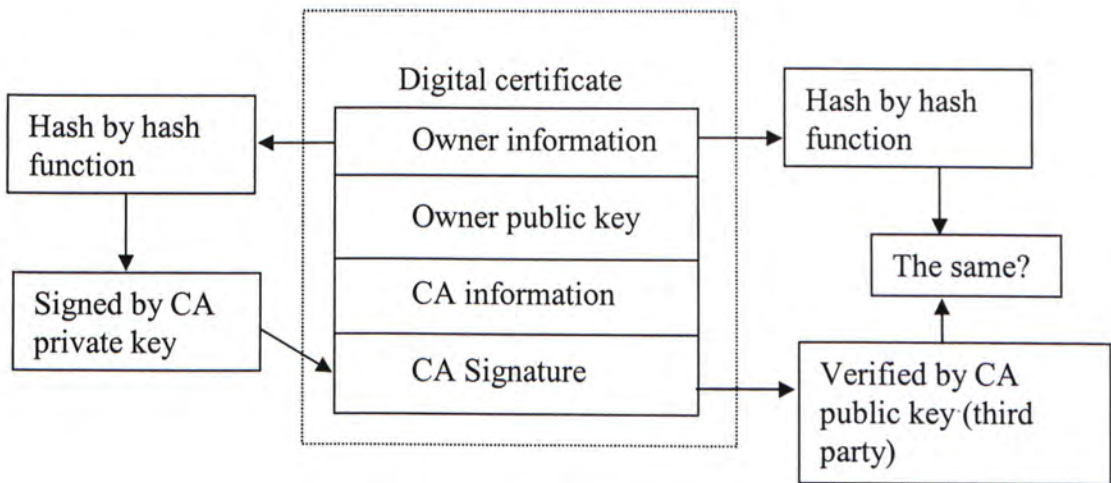 Digital certificate
Hash by hash
function
Signed by CA
private key
Owner information
Owner public key
CA information
CA Signature
Hash by hash
function
The same?
Verified by CA
public key (third
party)